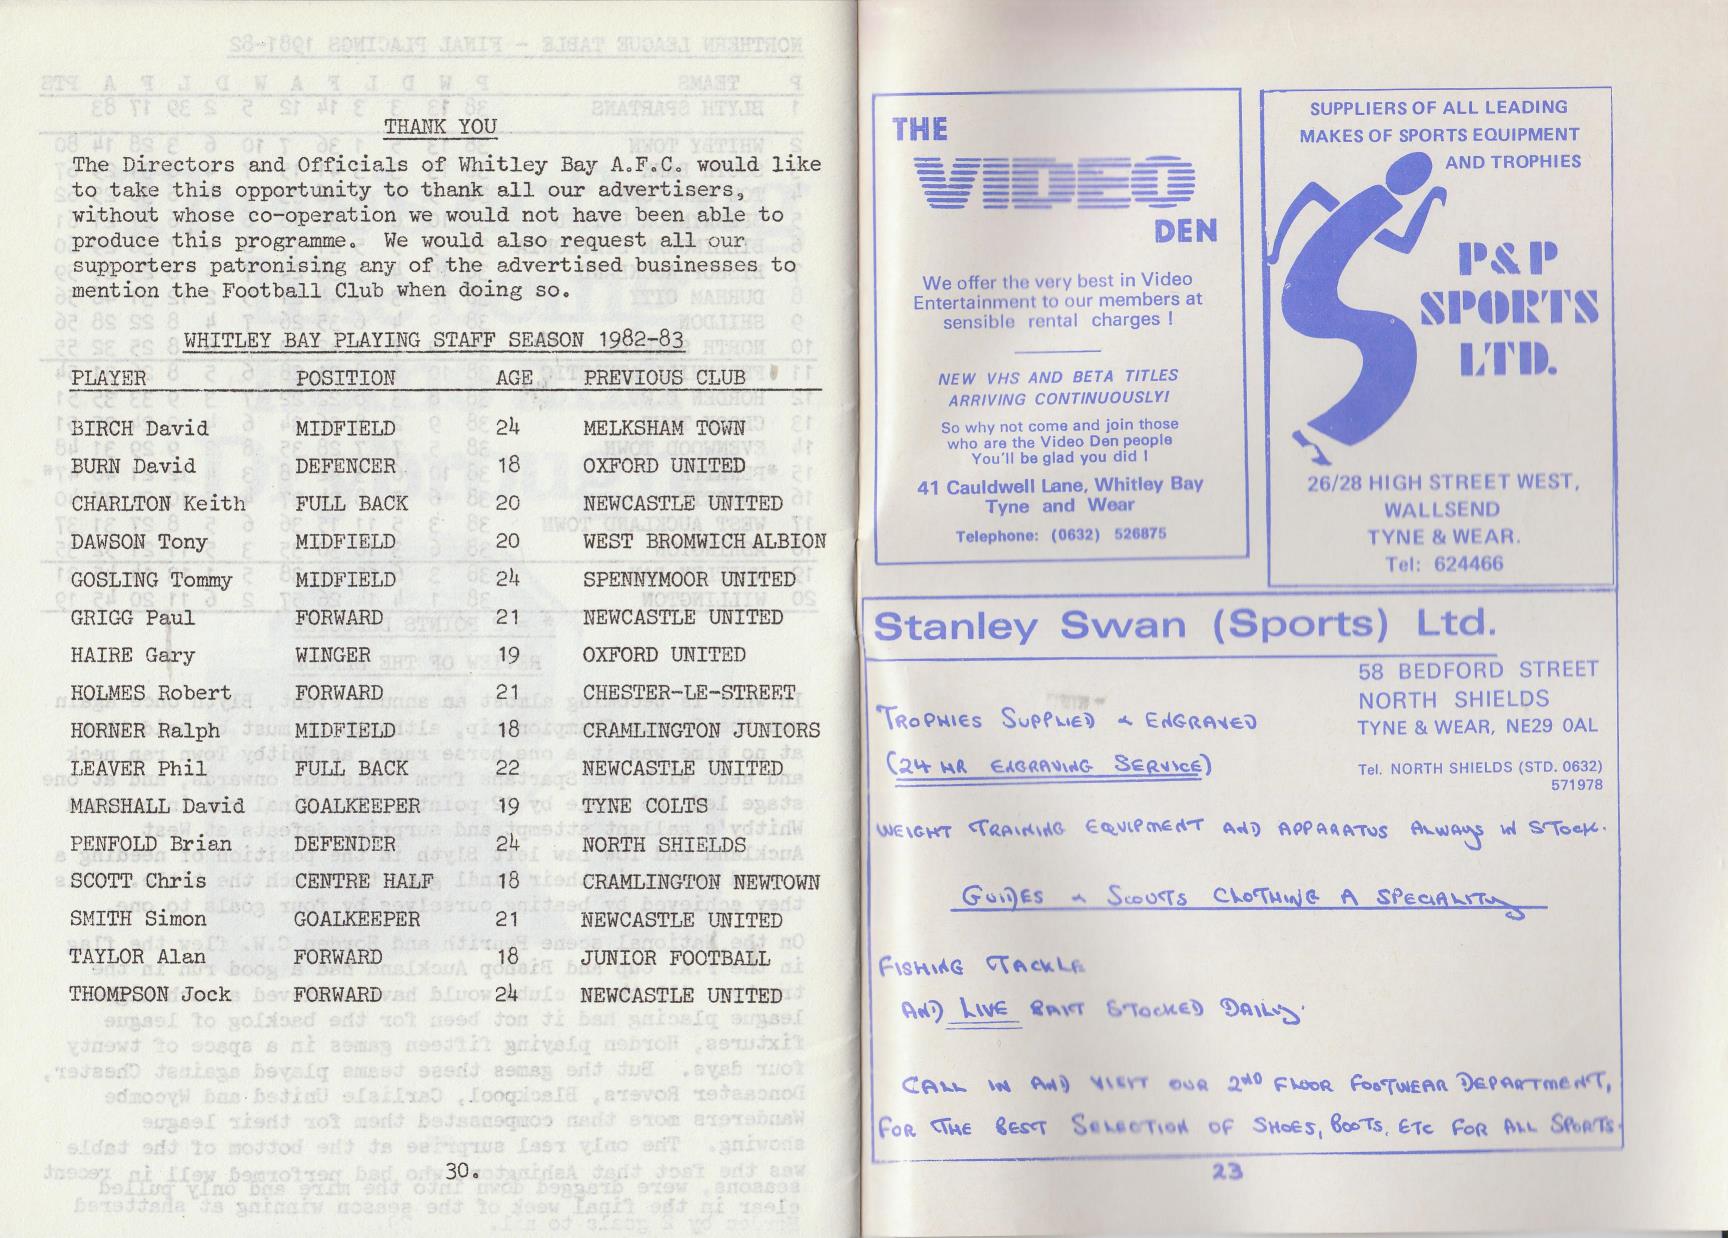 THANK YOU
The Directors and Officials of Whitley Bay A.F.C. would like
to take this opportunity to thank all our advertisers,
without whose co-operation we would not have been able to
produce this programme. We would also request all our
supporters patronising any of the advertised businesses to
mention the Football Club when doing so.
WHITLEY BAY PLAYING STAFF SEASON 1982-83
PLAYER POSITION AGE PREVIOUS CLUB
BIRCH David MIDFIELD 24 MELKSHAM TOWN
BURN David DEFENCER 18 OXFORD UNITED
CHARLTON Keith FULL BACK 20 NEWCASTLE UNITED
DAWSON Tony MIDFIELD 20 WEST BROMWICH ALBION
GOSLING Tommy MIDFIELD 24 SPENNYMOOR UNITED
GRIGG Paul FORWARD 21 NEWCASTLE UNITED
HAIRE Gary WINGER 19 OXFORD UNITED
HOLMES Robert FORWARD 21 CHESTER-LE-STREET
HORNER Ralph MIDFIELD 18 CRAMLINGTON JUNIORS
LEAVER Phil FULL BACK 22 NEWCASTLE UNITED
MARSHALL David GOALKEEPER 19 TYNE COLTS
PENFOLD Brian DEFENDER 24 NORTH SHIELDS
SCOTT Chris CENTRE HALF 18 CRAMLINGTON NEWTOWN
SMITH Simon GOALKEEPER 21 NEWCASTLE UNITED
TAYLOR Alan FORWARD 18 JUNIOR FOOTBALL
THOMPSON Jock FORWARD 24 NEWCASTLE UNITED
30.
THE
VIDEO
DEN
We offer the very best in Video
Entertainment to our members at
sensible rental charges !
NEW VHS AND BETA TITLES
ARRIVING CONTINUOUSLY!
So why not come and join those
who are the Video Den people
You'll be glad you did !
41 Cauldwell Lane, Whitley Bay
Tyne and Wear
Telephone: (0632) 526875
SUPPLIERS OF ALL LEADING
MAKES OF SPORTS EQUIPMENT
AND TROPHIES
P&P
SPORTS
LTD.
26/28 HIGH STREET WEST,
WALLSEND
TYNE & WEAR.
Tel: 624466
Stanley Swan (Sports) Ltd.
58 BEDFORD STREET
NORTH SHIELDS
TYNE & WEAR, NE29 0AL
Tel. NORTH SHIELDS (STD. 0632)
571978
TROPHIES SUPPLIED & ENGRAVED
(24 HR ENGRAVING SERVICE)
WEIGHT TRAINING EQUIPMENT AND APPARATUS ALWAYS IN STOCK.
GUIDES & SCOUTS CLOTHING A SPECIALITY
FISHING TACKLE
AND LIVE BAIT STOCKED DAILY.
CALL IN AND VISIT OUR 2ND FLOOR FOOTWEAR DEPARTMENT,
FOR THE BEST SELECTION OF SHOES, BOOTS, ETC FOR ALL SPORTS.
23